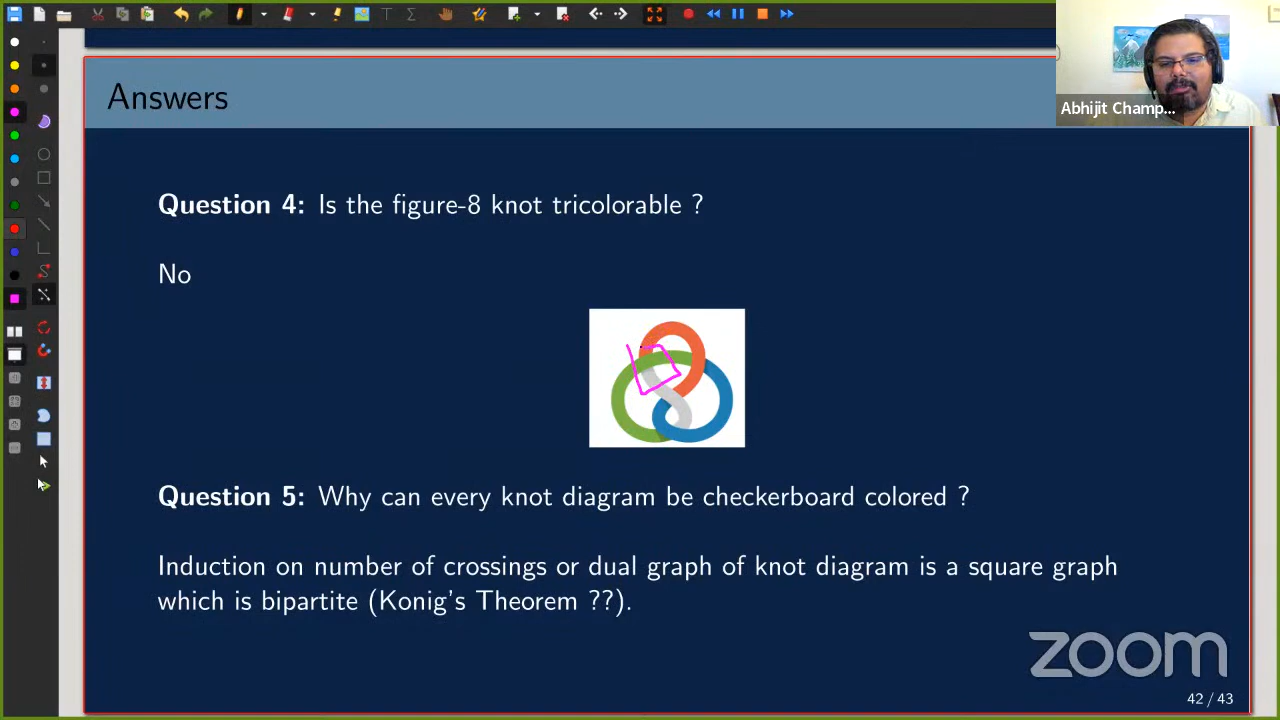 Answers
Abhijit Champ...
Question 4: Is the figure-8 knot tricolorable ?
No
Question 5: Why can every knot diagram be checkerboard colored ?
Induction on number of crossings or dual graph of knot diagram is a square graph
which is bipartite (Konig's Theorem ??).
zoom
42 / 43